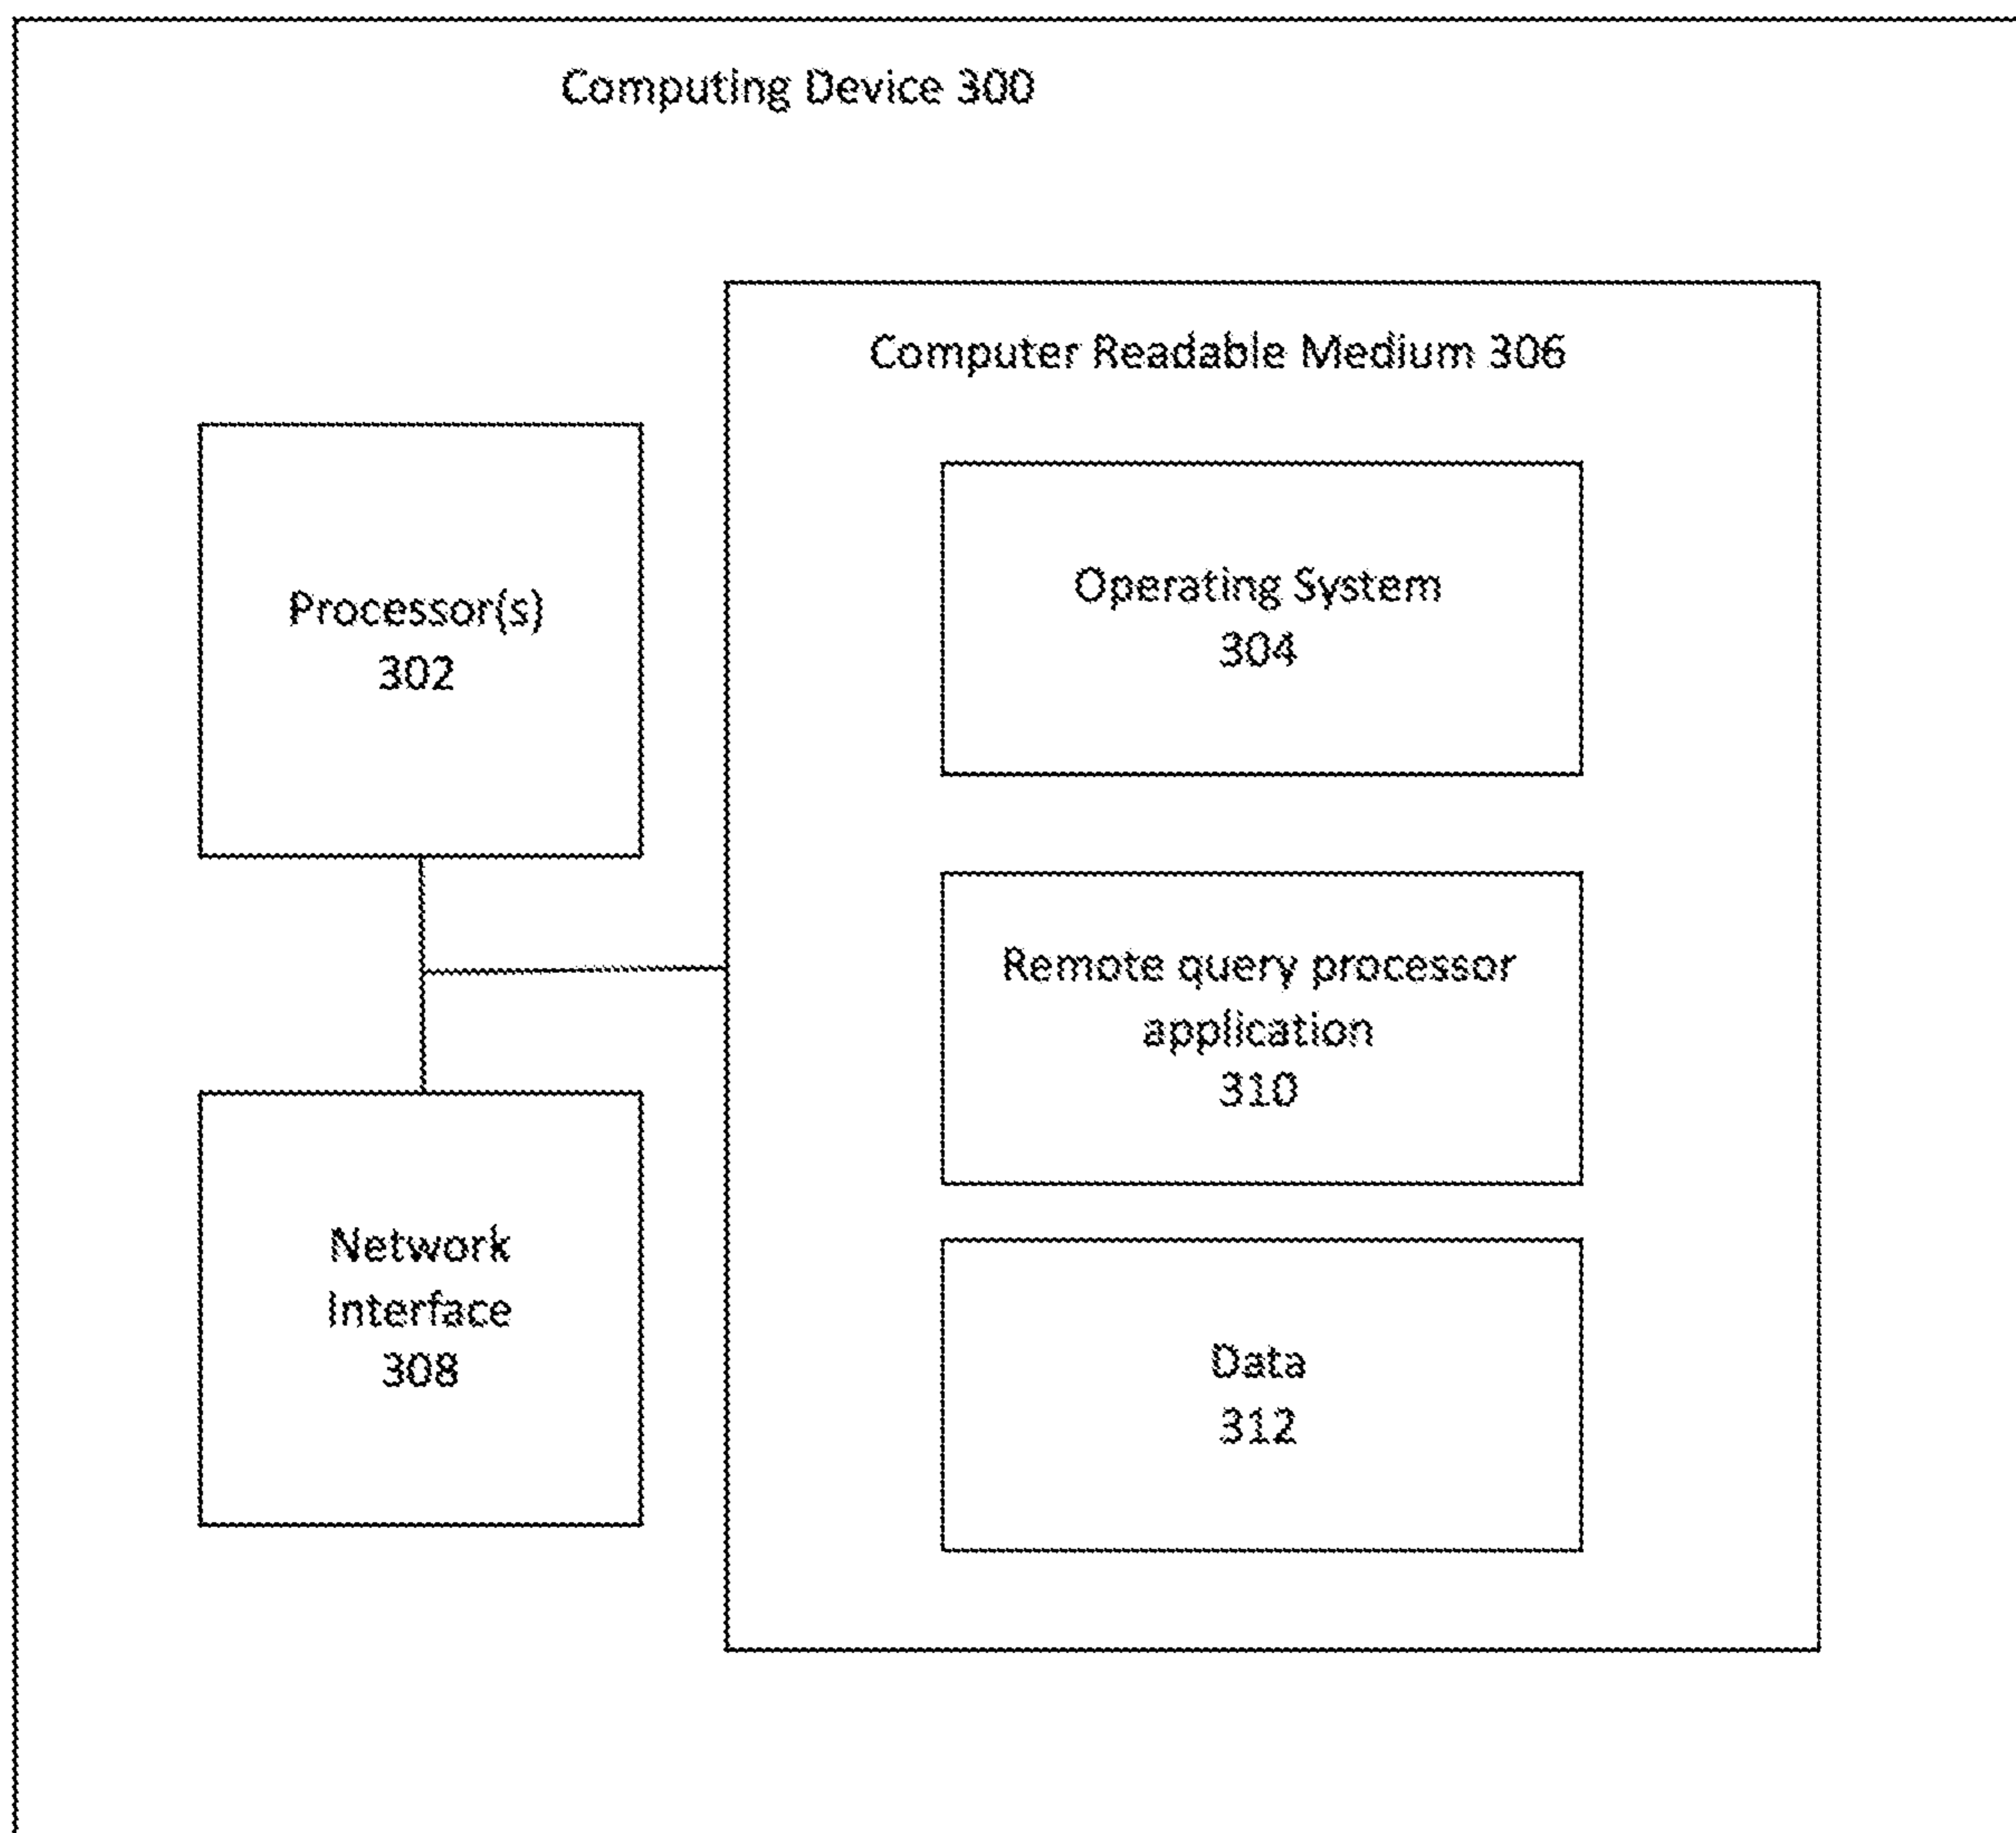 Computing Device 300
Computer Readable Medium 306
Processor(s)
302
Operating System
304
Remote query processor
application
310
Network
Interface
308
Data
312